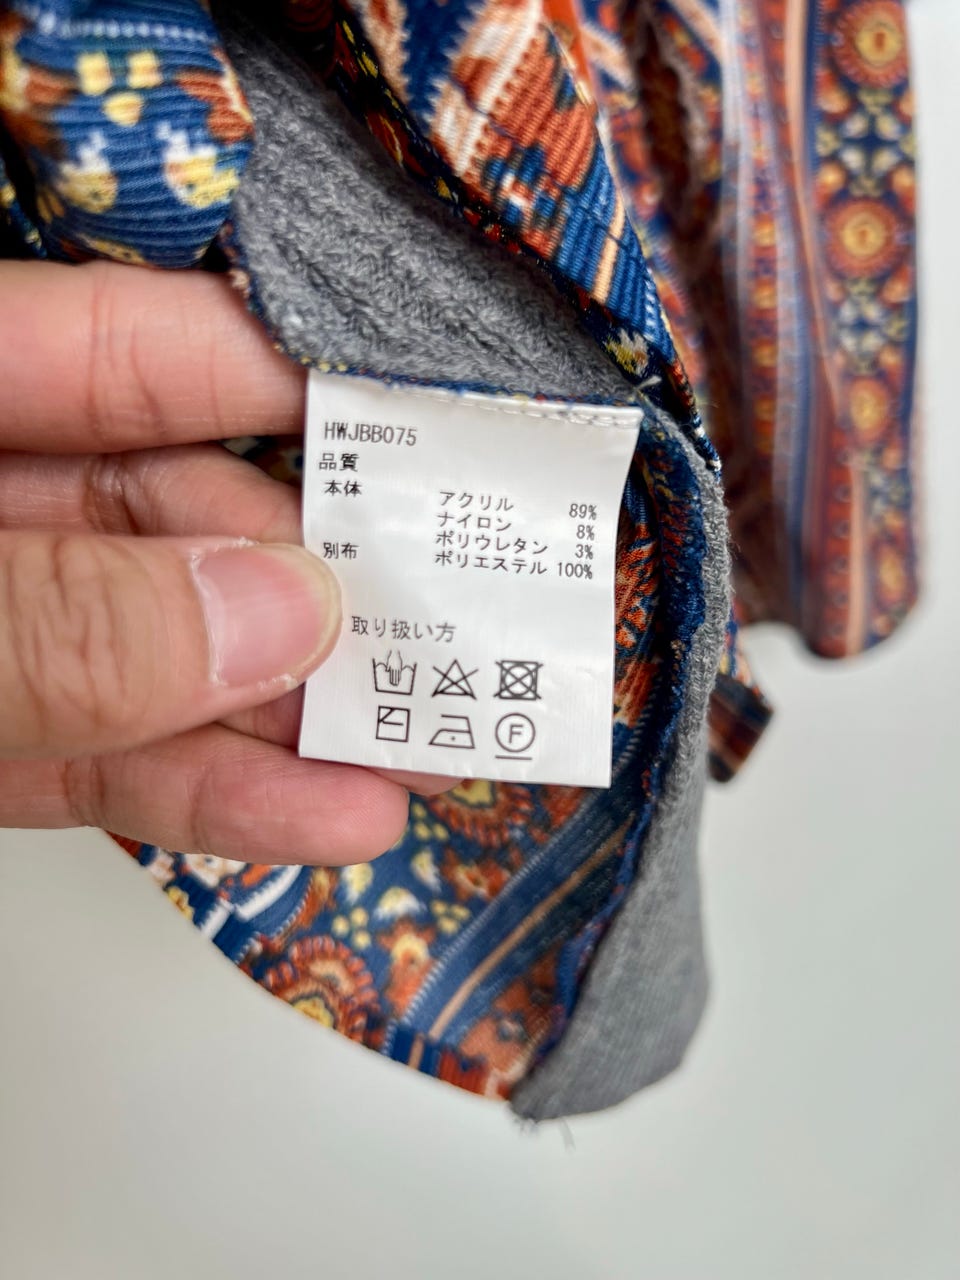 HWJBB075
品質
本体
アクリル 89%
ナイロン 8%
ポリウレタン 3%
別布 ポリエステル 100%
取り扱い方
F